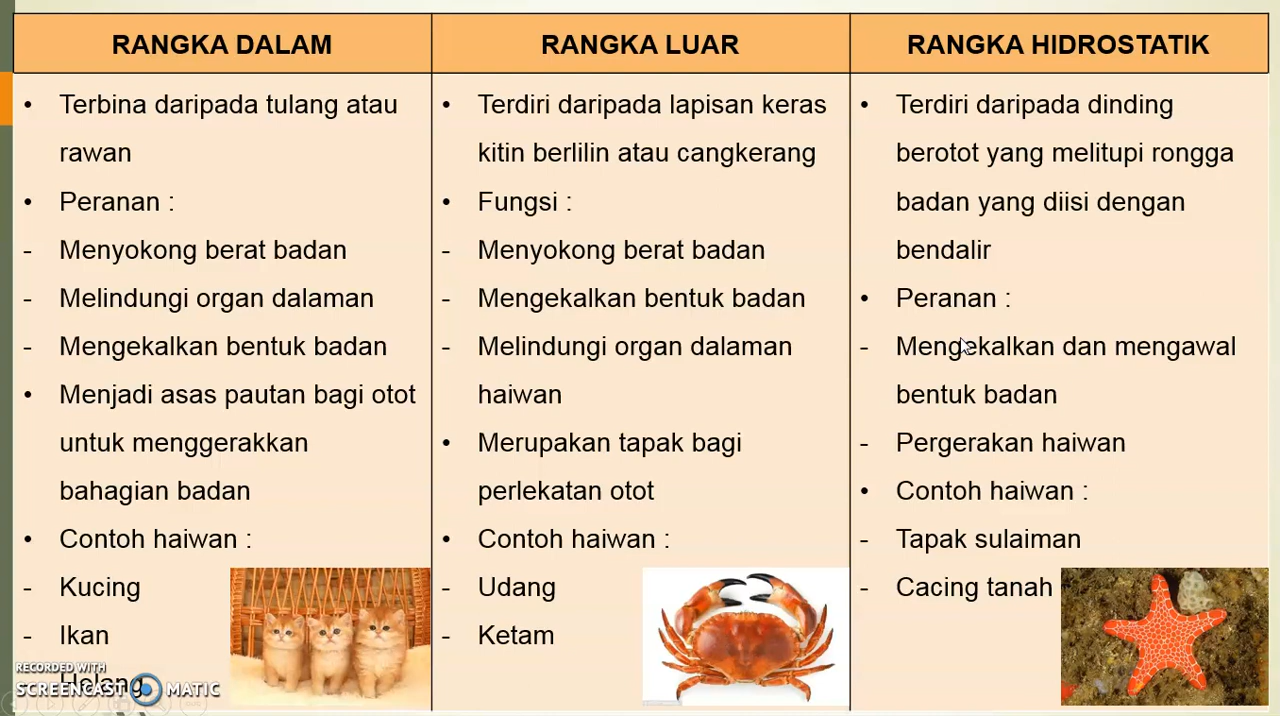 RANGKA DALAM
• Terbina daripada tulang atau
rawan
• Peranan :
- Menyokong berat badan
- Melindungi organ dalaman
- Mengekalkan bentuk badan
• Menjadi asas pautan bagi otot
untuk menggerakkan
bahagian badan
• Contoh haiwan :
- Kucing
- Ikan
Helang
RANGKA LUAR
• Terdiri daripada lapisan keras
kitin berlilin atau cangkerang
• Fungsi :
- Menyokong berat badan
- Mengekalkan bentuk badan
- Melindungi organ dalaman
haiwan
• Merupakan tapak bagi
perlekatan otot
• Contoh haiwan :
- Udang
- Ketam
RANGKA HIDROSTATIK
• Terdiri daripada dinding
berotot yang melitupi rongga
badan yang diisi dengan
bendalir
• Peranan :
- Mengekalkan dan mengawal
bentuk badan
- Pergerakan haiwan
• Contoh haiwan :
- Tapak sulaiman
- Cacing tanah
RECORDED WITH
SCREENCAST MATIC